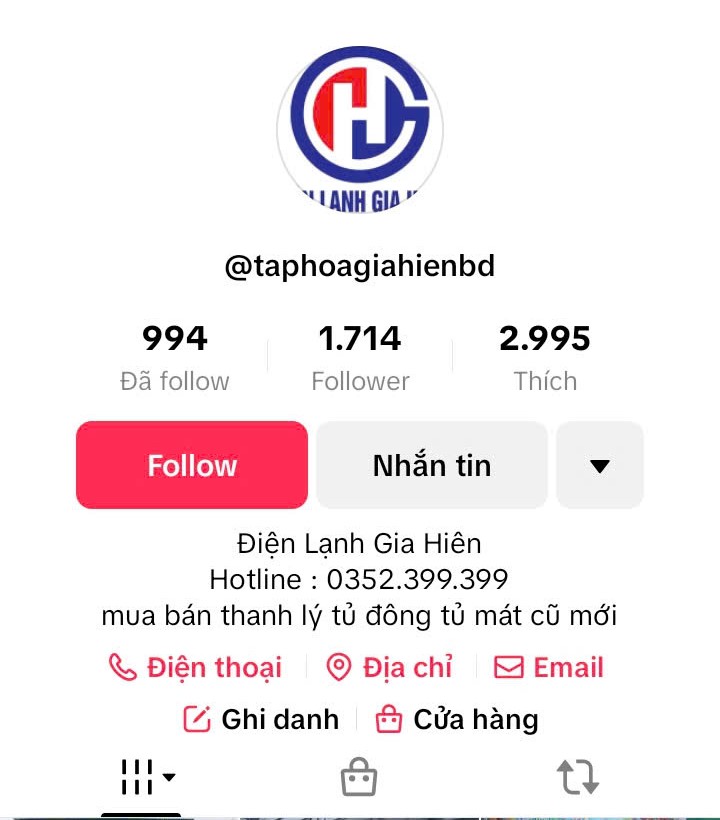 LẠNH GIA
@taphoagiahienbd
994 1.714 2.995
Đã follow Follower Thích
Follow Nhắn tin
Điện Lạnh Gia Hiên
Hotline : 0352.399.399
mua bán thanh lý tủ đông tủ mát cũ mới
Điện thoại Địa chỉ Email
Ghi danh Cửa hàng